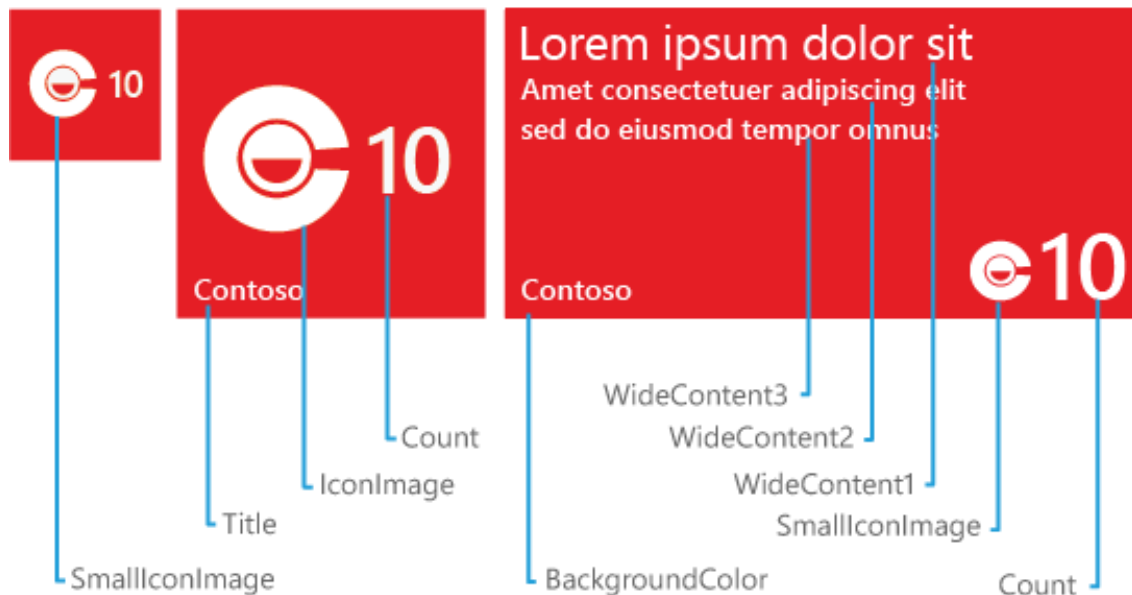 10
10
Contoso
Lorem ipsum dolor sit
Amet consectetuer adipiscing elit
sed do eiusmod tempor omnus
Contoso
10
WideContent3
Count
WideContent2
IconImage
WideContent1
Title
SmallIconImage
SmallIconImage
BackgroundColor
Count